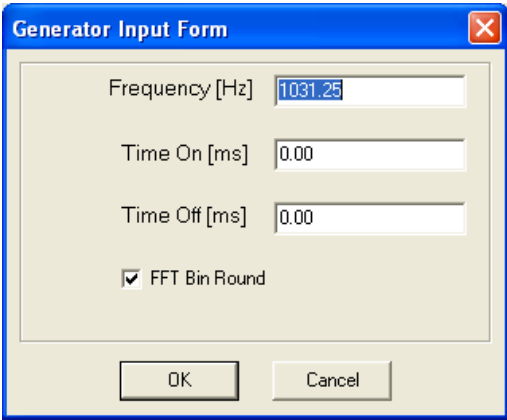 Generator Input Form
Frequency [Hz] 1031.25
Time On [ms] 0.00
Time Off [ms] 0.00
FFT Bin Round
OK Cancel